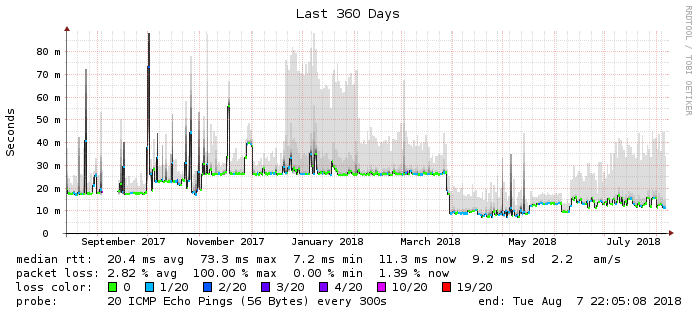 Last 360 Days
RRDTOOL / TOBI OETIKER
Seconds
80 m
70 m
60 m
50 m
40 m
30 m
20 m
10 m
0
September 2017 November 2017 January 2018 March 2018 May 2018 July 2018
median rtt: 20.4 ms avg 73.3 ms max 7.2 ms min 11.3 ms now 9.2 ms sd 2.2 am/s
packet loss: 2.82 % avg 100.00 % max 0.00 % min 1.39 % now
loss color: 0 1/20 2/20 3/20 4/20 10/20 19/20
probe: 20 ICMP Echo Pings (56 Bytes) every 300s end: Tue Aug 7 22:05:08 2018